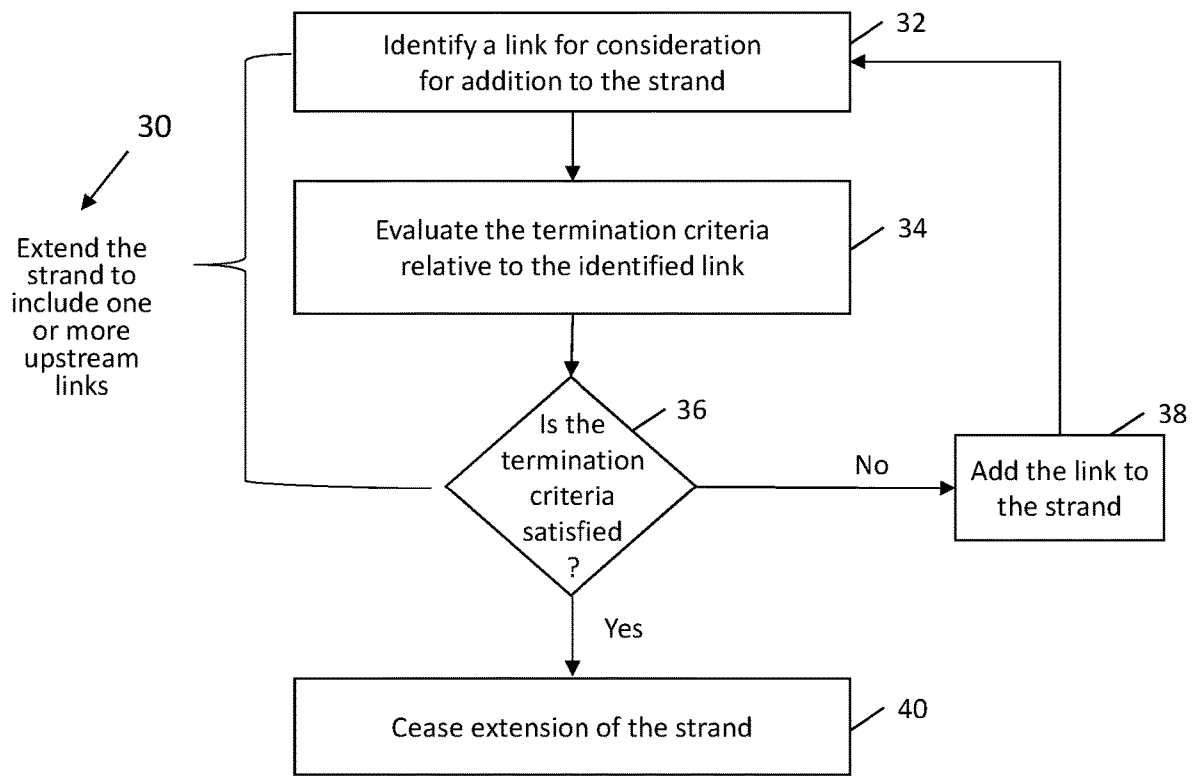 32
Identify a link for consideration
for addition to the strand
30
Extend the
strand to
include one
or more
upstream
links
34
Evaluate the termination criteria
relative to the identified link
36
Is the
termination
criteria
satisfied
?
No
38
Add the link to
the strand
Yes
40
Cease extension of the strand